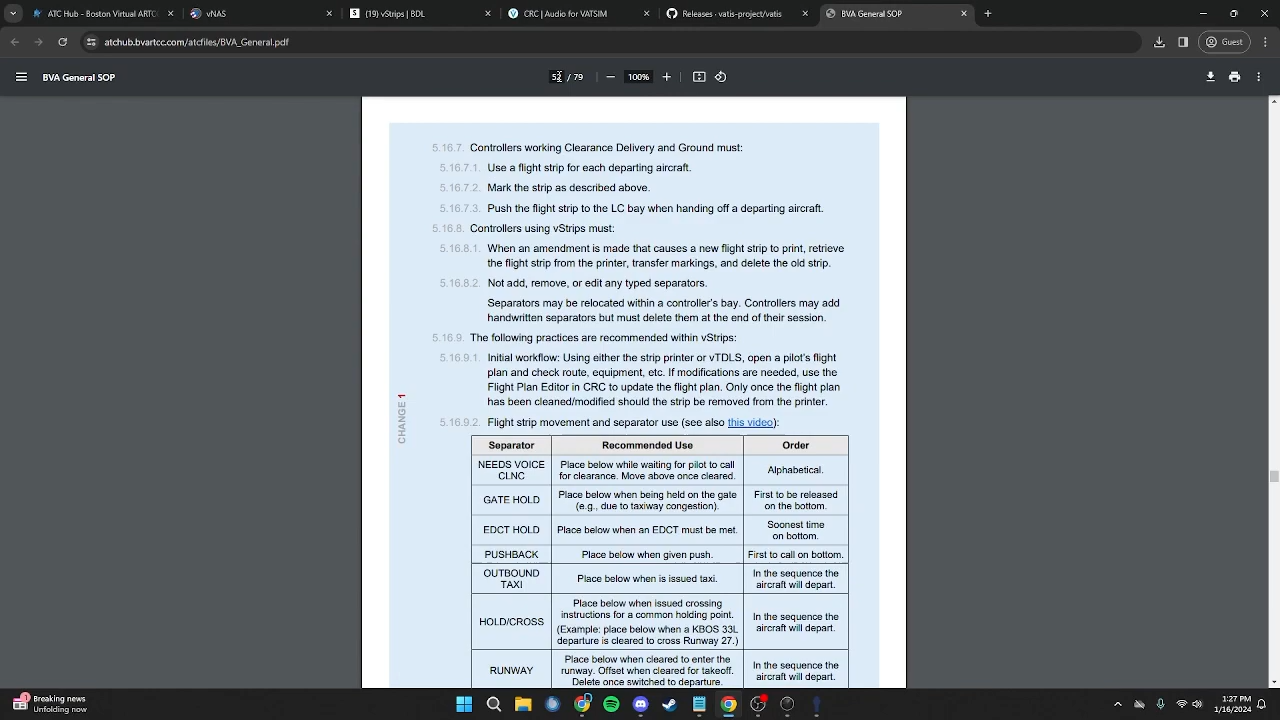 ATC Hub - Boston Virtual ARTC
vNAS
(19) vStrips | BDL
CRC | Audio for VATSIM
Releases · vatis-project/vatis
BVA General SOP
atchub.bvartcc.com/atcfiles/BVA_General.pdf
Guest
BVA General SOP
/ 79
100%
5.16.7. Controllers working Clearance Delivery and Ground must:
5.16.7.1. Use a flight strip for each departing aircraft.
5.16.7.2. Mark the strip as described above.
5.16.7.3. Push the flight strip to the LC bay when handing off a departing aircraft.
5.16.8. Controllers using vStrips must:
5.16.8.1. When an amendment is made that causes a new flight strip to print, retrieve
the flight strip from the printer, transfer markings, and delete the old strip.
5.16.8.2. Not add, remove, or edit any typed separators.
Separators may be relocated within a controller's bay. Controllers may add
handwritten separators but must delete them at the end of their session.
5.16.9. The following practices are recommended within vStrips:
5.16.9.1. Initial workflow: Using either the strip printer or vTDLS, open a pilot's flight
plan and check route, equipment, etc. If modifications are needed, use the
Flight Plan Editor in CRC to update the flight plan. Only once the flight plan
has been cleaned/modified should the strip be removed from the printer.
CHANGE 1
5.16.9.2. Flight strip movement and separator use (see also this video):
Separator Recommended Use Order
NEEDS VOICE CLNC Place below while waiting for pilot to call
for clearance. Move above once cleared. Alphabetical.
GATE HOLD Place below when being held on the gate
(e.g., due to taxiway congestion). First to be released
on the bottom.
EDCT HOLD Place below when an EDCT must be met. Soonest time
on bottom.
PUSHBACK Place below when given push. First to call on bottom.
OUTBOUND
TAXI Place below when is issued taxi. In the sequence the
aircraft will depart.
HOLD/CROSS Place below when issued crossing
instructions for a common holding point.
(Example: place below when a KBOS 33L
departure is cleared to cross Runway 27.) In the sequence the
aircraft will depart.
RUNWAY Place below when cleared to enter the
runway. Offset when cleared for takeoff.
Delete once switched to departure. In the sequence the
aircraft will depart.
Breaking news
Unfolding now
1:27 PM
1/16/2024